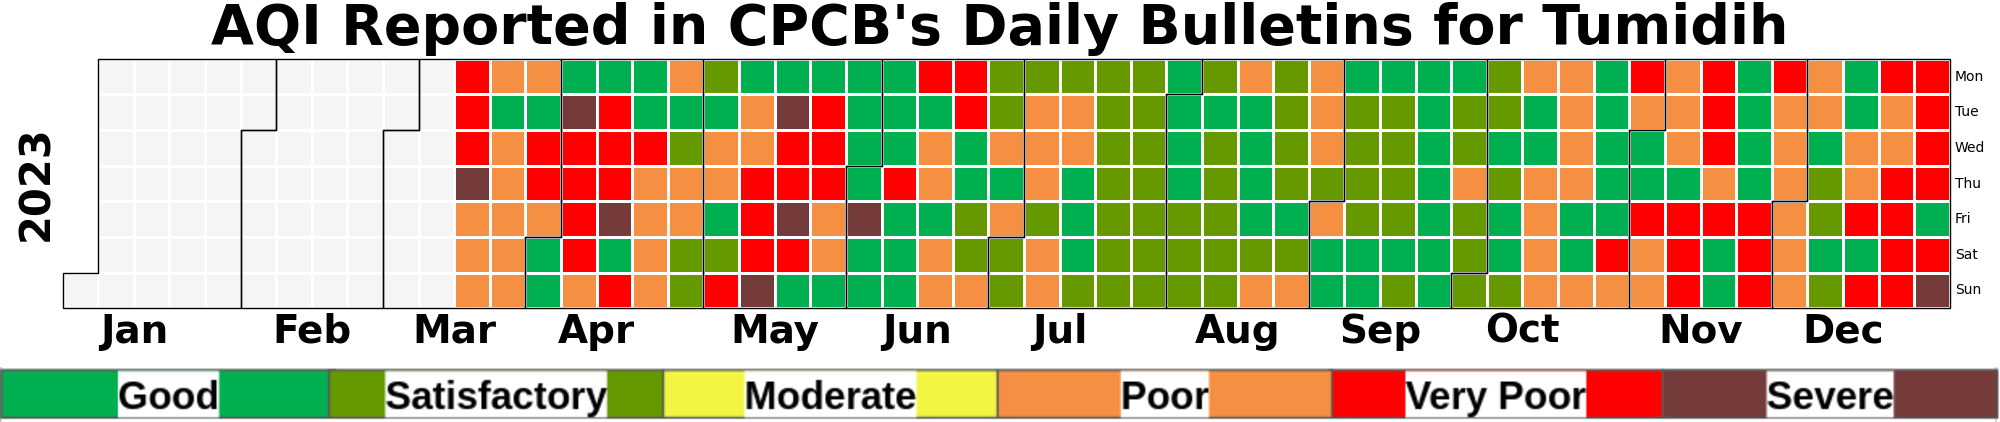 AQI Reported in CPCB's Daily Bulletins for Tumidih
2023
Mon
Tue
Wed
Thu
Fri
Sat
Sun
Jan Feb Mar Apr May Jun Jul Aug Sep Oct Nov Dec
Good Satisfactory Moderate Poor Very Poor Severe